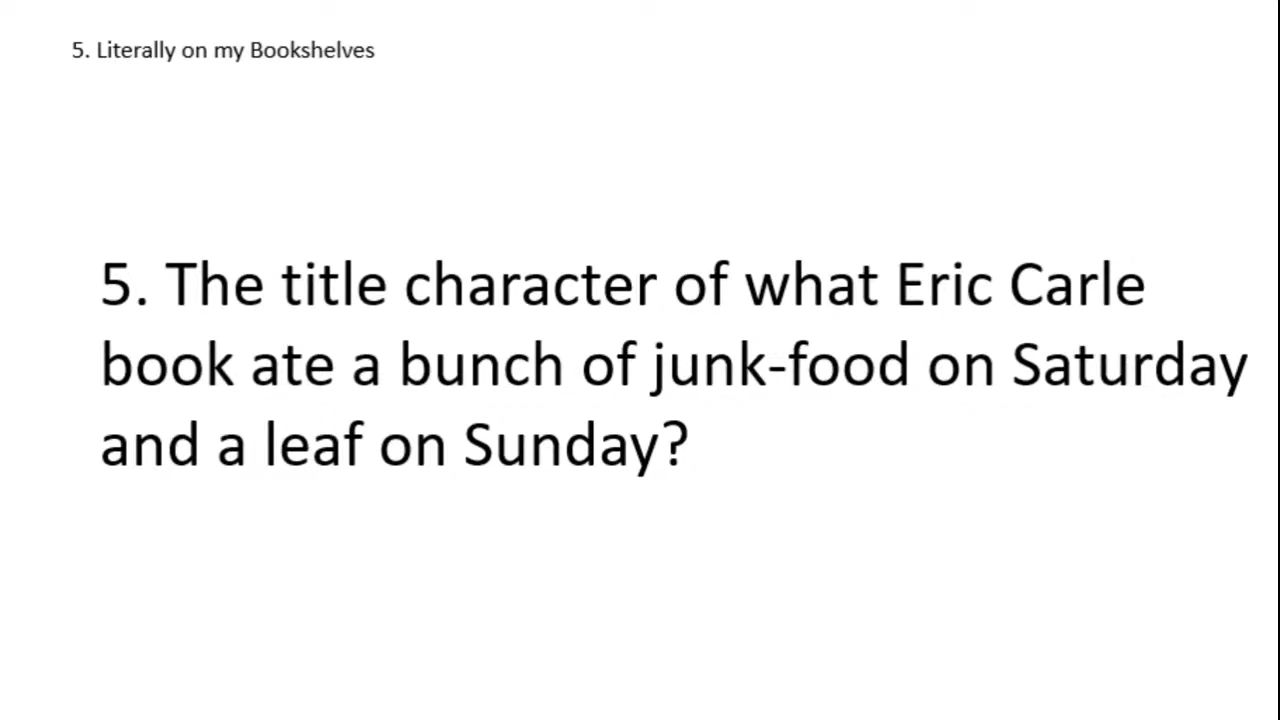 5. Literally on my Bookshelves
5. The title character of what Eric Carle
book ate a bunch of junk-food on Saturday
and a leaf on Sunday?